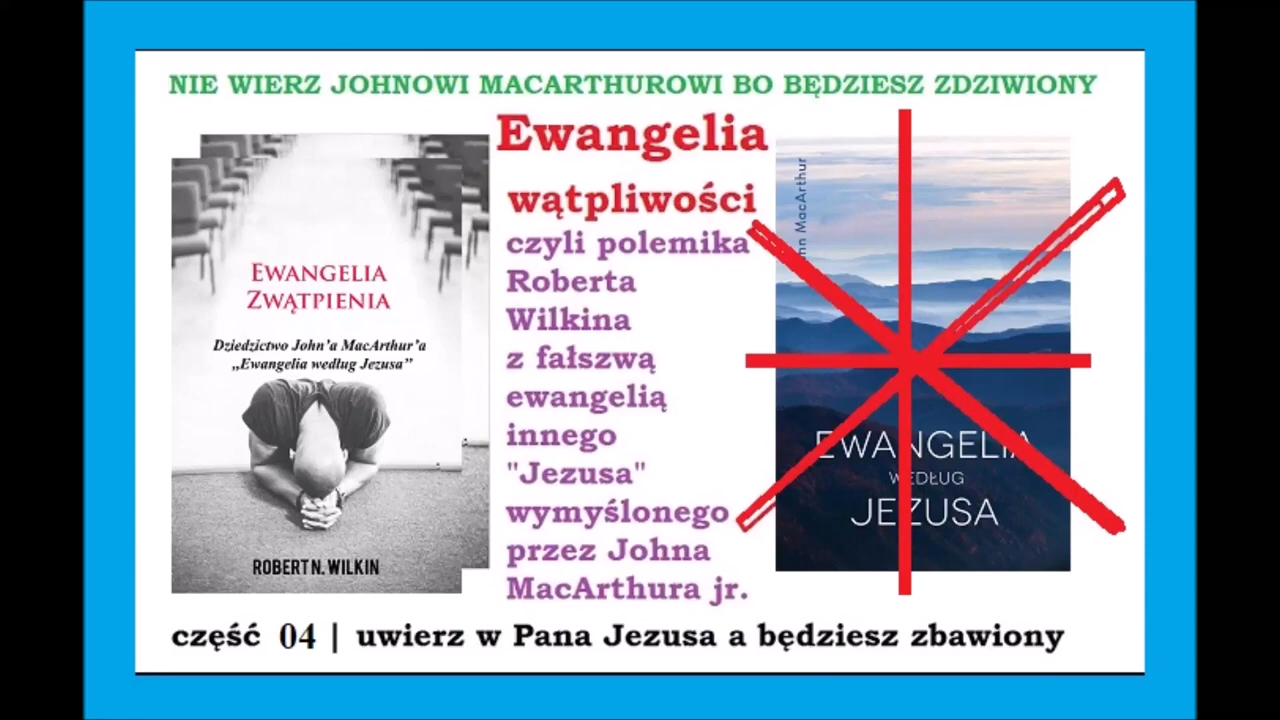 NIE WIERZ JOHNOWI MACARTHUROWI BO BĘDZIESZ ZDZIWIONY
Ewangelia
wątpliwości
czyli polemika
Roberta
Wilkina
z fałszwą
ewangelią
innego
"Jezusa"
wymyślonego
przez Johna
MacArthura jr.
EWANGELIA
ZWĄTPIENIA
Dziedzictwo John'a MacArthur'a
„Ewangelia według Jezusa”
ROBERT N. WILKIN
hn MacArthur
EWANGELIA
WEDŁUG
JEZUSA
część 04 | uwierz w Pana Jezusa a będziesz zbawiony